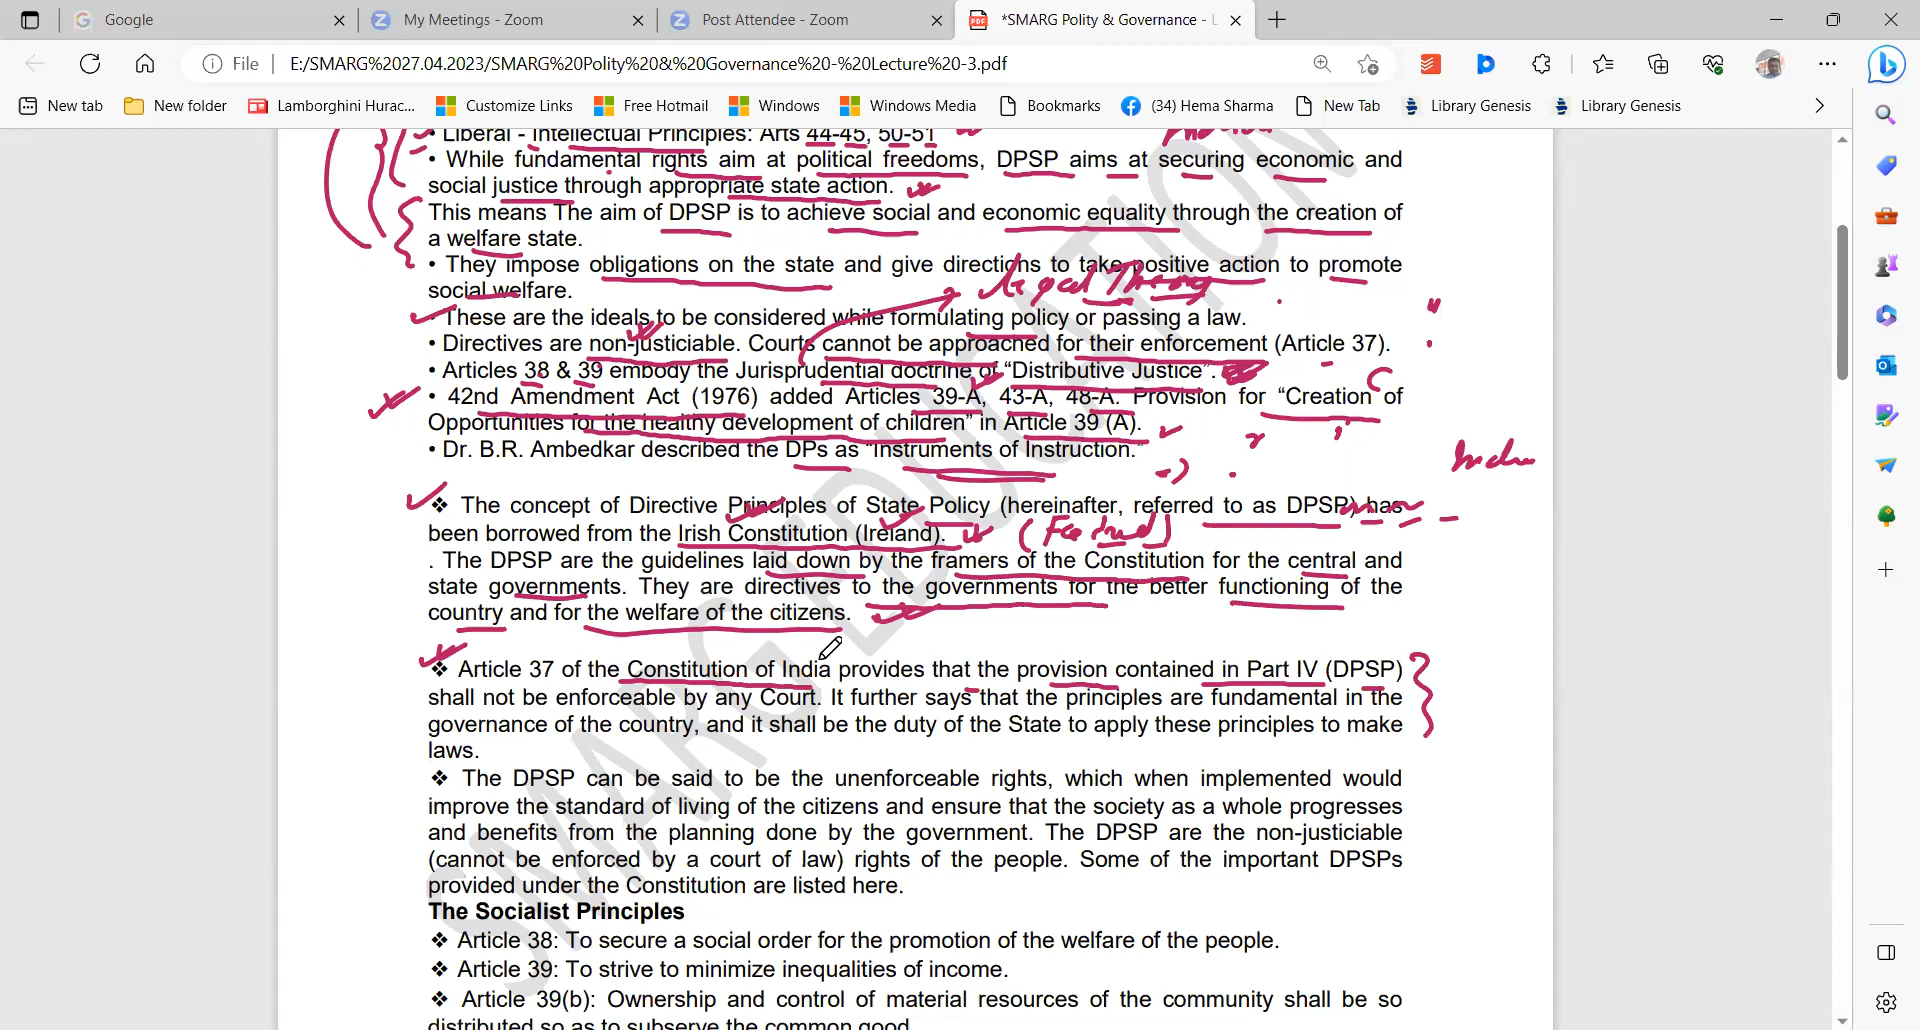 Google
My Meetings - Zoom
Post Attendee - Zoom
*SMARG Polity & Governance - L
File
E:/SMARG%2027.04.2023/SMARG%20Polity%20&%20Governance%20-%20Lecture%20-3.pdf
New tab
New folder
Lamborghini Hurac...
Customize Links
Free Hotmail
Windows
Windows Media
Bookmarks
(34) Hema Sharma
New Tab
Library Genesis
Library Genesis
• Liberal - Intellectual Principles: Arts 44-45, 50-51
• While fundamental rights aim at political freedoms, DPSP aims at securing economic and
social justice through appropriate state action.
This means The aim of DPSP is to achieve social and economic equality through the creation of
a welfare state.
• They impose obligations on the state and give directions to take positive action to promote
social welfare.
Legal Theory
• These are the ideals to be considered while formulating policy or passing a law.
• Directives are non-justiciable. Courts cannot be approached for their enforcement (Article 37).
• Articles 38 & 39 embody the Jurisprudential doctrine of “Distributive Justice”.
• 42nd Amendment Act (1976) added Articles 39-A, 43-A, 48-A. Provision for “Creation of
Opportunities for the healthy development of children” in Article 39 (A).
• Dr. B.R. Ambedkar described the DPs as “Instruments of Instruction.”
❖ The concept of Directive Principles of State Policy (hereinafter, referred to as DPSP) has
been borrowed from the Irish Constitution (Ireland).
. The DPSP are the guidelines laid down by the framers of the Constitution for the central and
state governments. They are directives to the governments for the better functioning of the
country and for the welfare of the citizens.
❖ Article 37 of the Constitution of India provides that the provision contained in Part IV (DPSP)
shall not be enforceable by any Court. It further says that the principles are fundamental in the
governance of the country, and it shall be the duty of the State to apply these principles to make
laws.
❖ The DPSP can be said to be the unenforceable rights, which when implemented would
improve the standard of living of the citizens and ensure that the society as a whole progresses
and benefits from the planning done by the government. The DPSP are the non-justiciable
(cannot be enforced by a court of law) rights of the people. Some of the important DPSPs
provided under the Constitution are listed here.
The Socialist Principles
❖ Article 38: To secure a social order for the promotion of the welfare of the people.
❖ Article 39: To strive to minimize inequalities of income.
❖ Article 39(b): Ownership and control of material resources of the community shall be so
distributed so as to subserve the common good.
SMARG EDUCATION